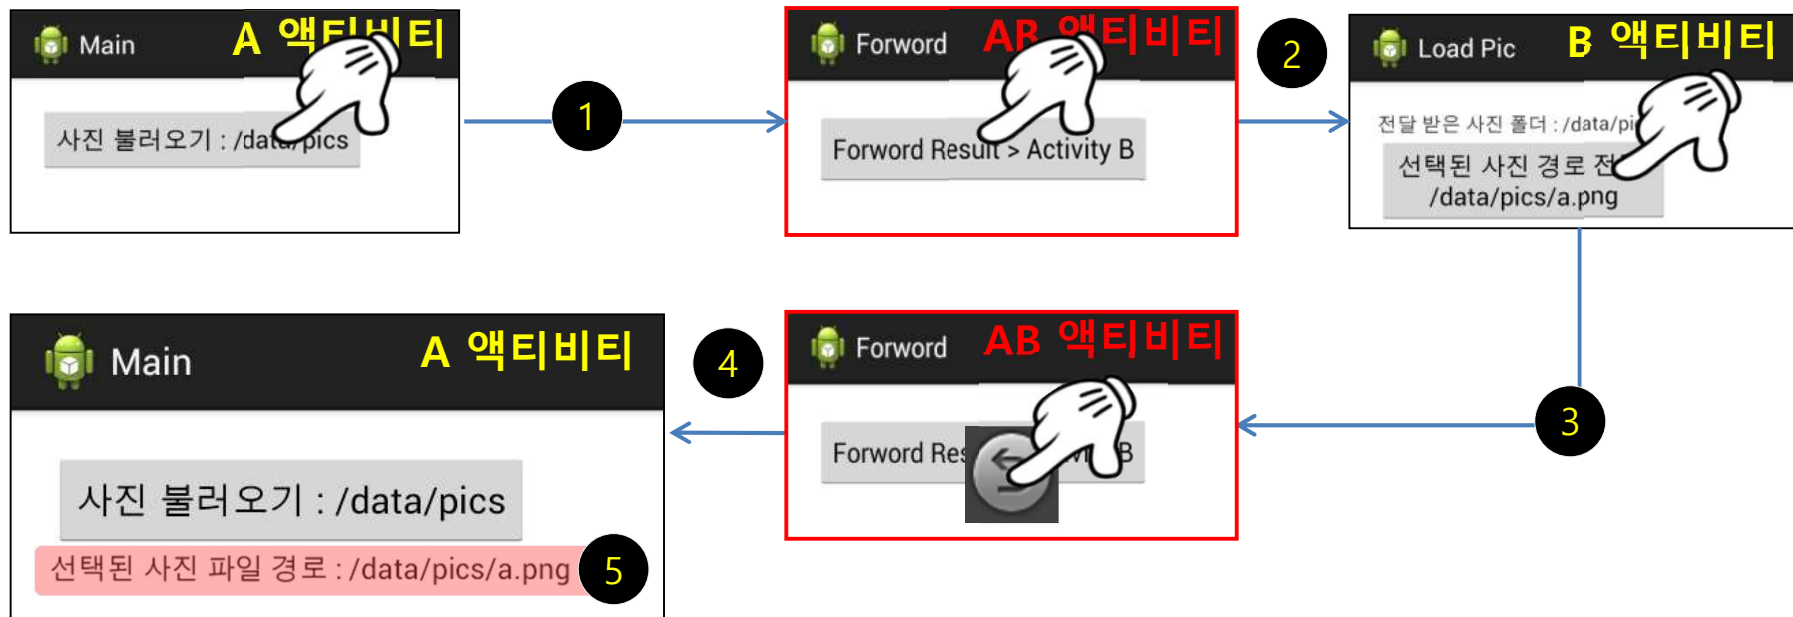 Main
A 액티비티
사진 불러오기 : /data/pics
1
Forword
AB 액티비티
Forword Result > Activity B
2
Load Pic
B 액티비티
전달 받은 사진 폴더 : /data/pi
선택된 사진 경로 전
/data/pics/a.png
3
Forword
AB 액티비티
Forword Res
B
4
Main
A 액티비티
사진 불러오기 : /data/pics
선택된 사진 파일 경로 : /data/pics/a.png
5